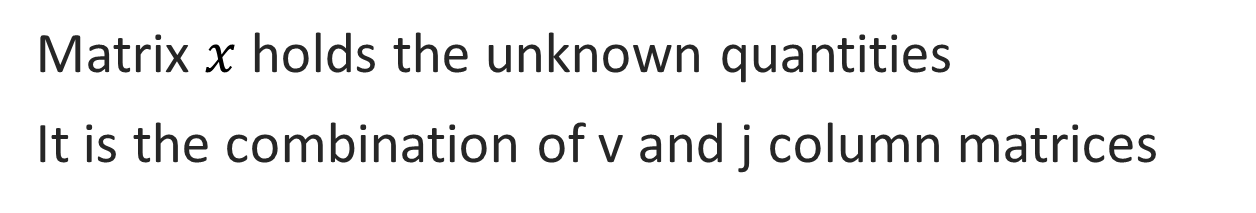 Matrix 𝑥 holds the unknown quantities
It is the combination of v and j column matrices